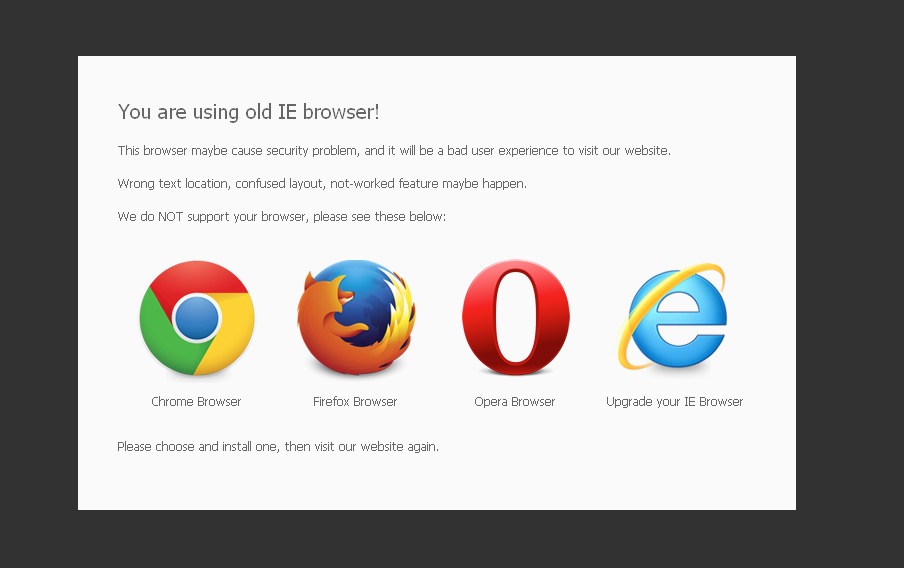 You are using old IE browser!
This browser maybe cause security problem, and it will be a bad user experience to visit our website.
Wrong text location, confused layout, not-worked feature maybe happen.
We do NOT support your browser, please see these below:
Chrome Browser
Firefox Browser
Opera Browser
Upgrade your IE Browser
Please choose and install one, then visit our website again.